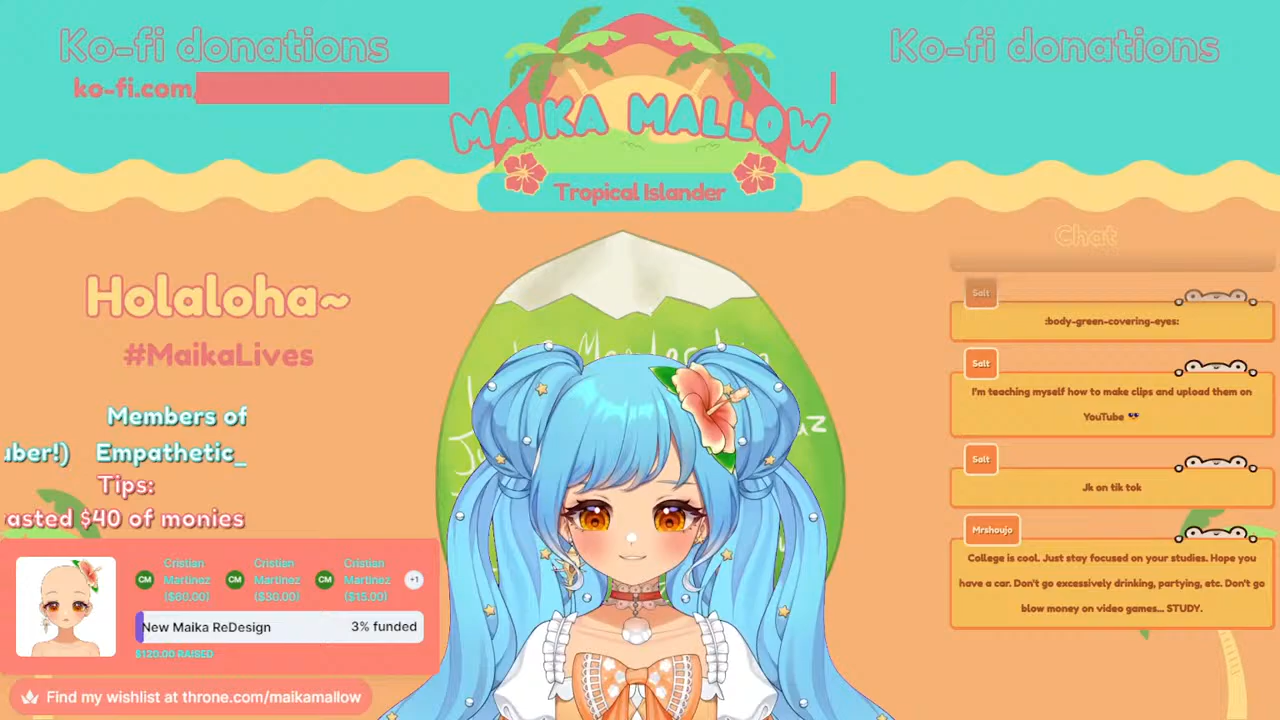 Ko-fi donations
Ko-fi donations
ko-fi.com/
MAIKA MALLOW
Tropical Islander
Chat
Holaloha~
#MaikaLives
Members of
uber!) Empathetic_
Tips:
asted $40 of monies
CM Cristian Martinez ($60.00)
CM Cristian Martinez ($30.00)
CM Cristian Martinez ($15.00)
+1
New Maika ReDesign 3% funded
$120.00 RAISED
Find my wishlist at throne.com/maikamallow
Salt
:body-green-covering-eyes:
Salt
I'm teaching myself how to make clips and upload them on
YouTube 😎
Salt
Jk on tik tok
Mrshoujo
College is cool. Just stay focused on your studies. Hope you
have a car. Don't go excessively drinking, partying, etc. Don't go
blow money on video games... STUDY.